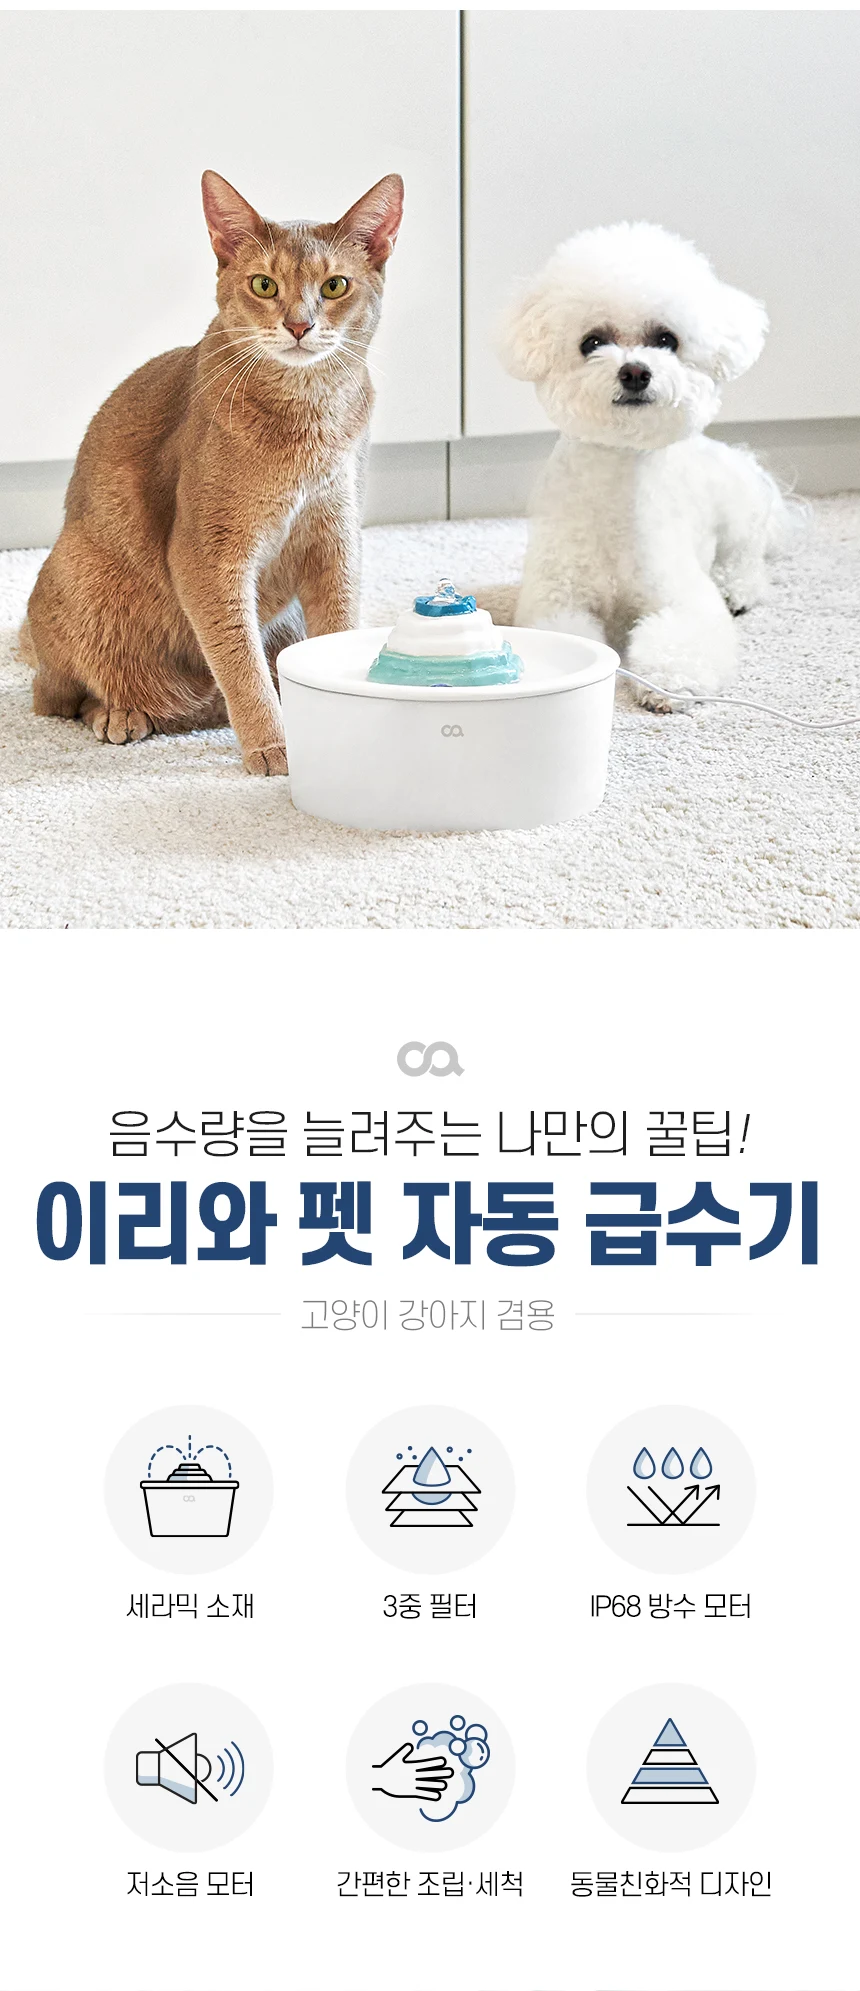 oa
oa
음수량을 늘려주는 나만의 꿀팁!
이리와 펫 자동 급수기
고양이 강아지 겸용
세라믹 소재
3중 필터
IP68 방수 모터
저소음 모터
간편한 조립·세척
동물친화적 디자인